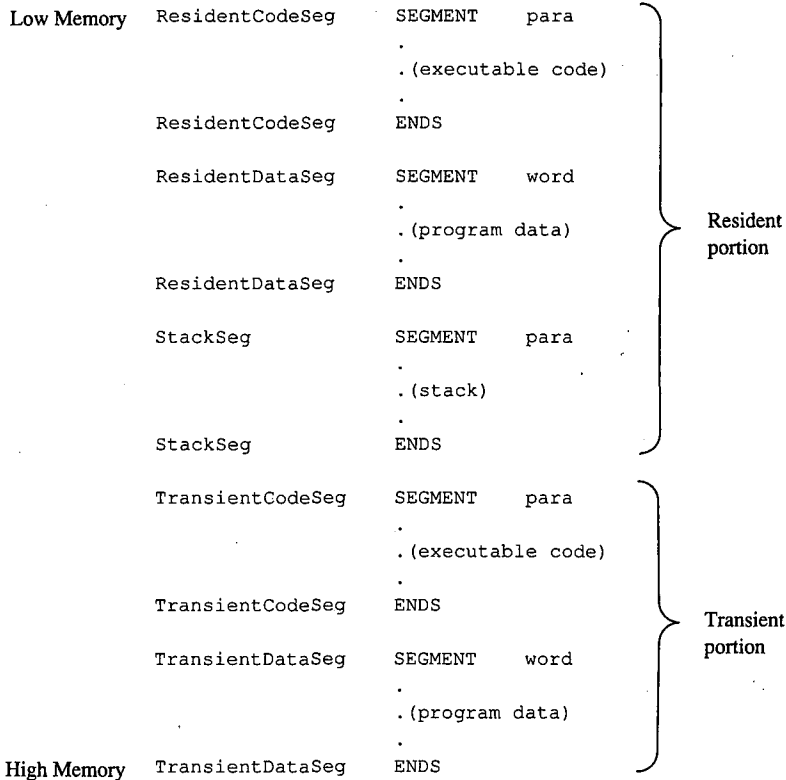 Low Memory ResidentCodeSeg SEGMENT para
.
. (executable code)
.
ResidentCodeSeg ENDS
ResidentDataSeg SEGMENT word
.
. (program data)
.
ResidentDataSeg ENDS
Resident
portion
StackSeg SEGMENT para
.
. (stack)
.
StackSeg ENDS
TransientCodeSeg SEGMENT para
.
. (executable code)
.
TransientCodeSeg ENDS
TransientDataSeg SEGMENT word
.
. (program data)
.
Transient
portion
High Memory TransientDataSeg ENDS